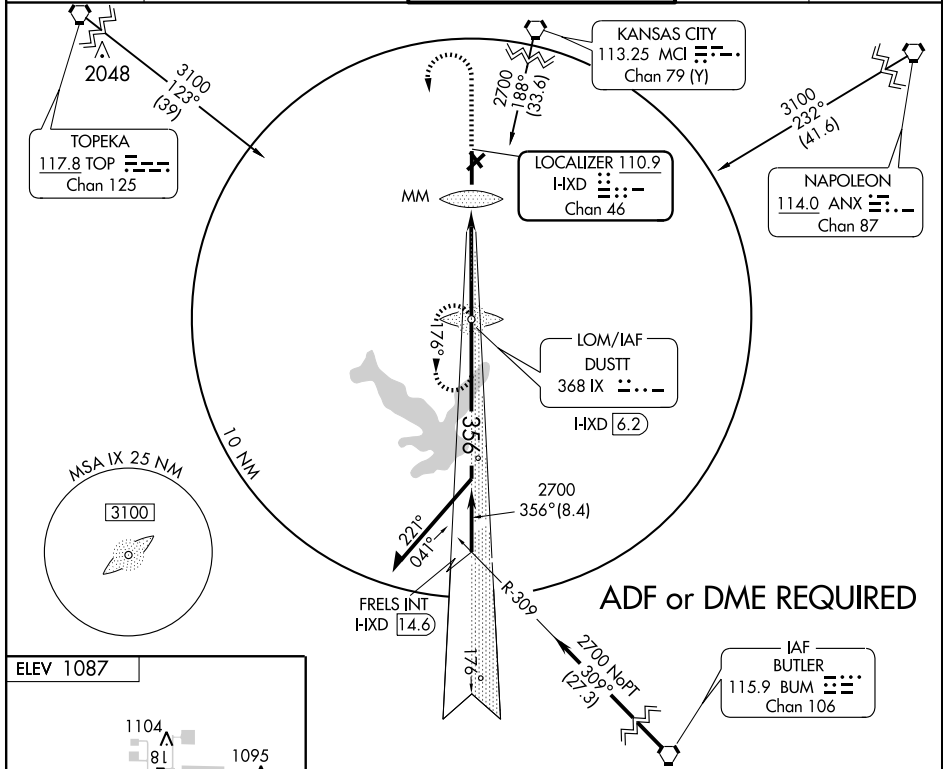 2048
3100
123°
(39)
TOPEKA
117.8 TOP
Chan 125
2700
188°
(33.6)
KANSAS CITY
113.25 MCI
Chan 79 (Y)
3100
232°
(41.6)
NAPOLEON
114.0 ANX
Chan 87
LOCALIZER 110.9
I-IXD
Chan 46
MM
176°
LOM/IAF
DUSTT
368 IX
I-IXD 6.2
356°
10 NM
MSA IX 25 NM
3100
2700
356° (8.4)
221°
041°
FRELS INT
I-IXD 14.6
R-309
ADF or DME REQUIRED
2700 NoPT
309°
(27.3)
176°
IAF
BUTLER
115.9 BUM
Chan 106
ELEV 1087
1104
18
1095